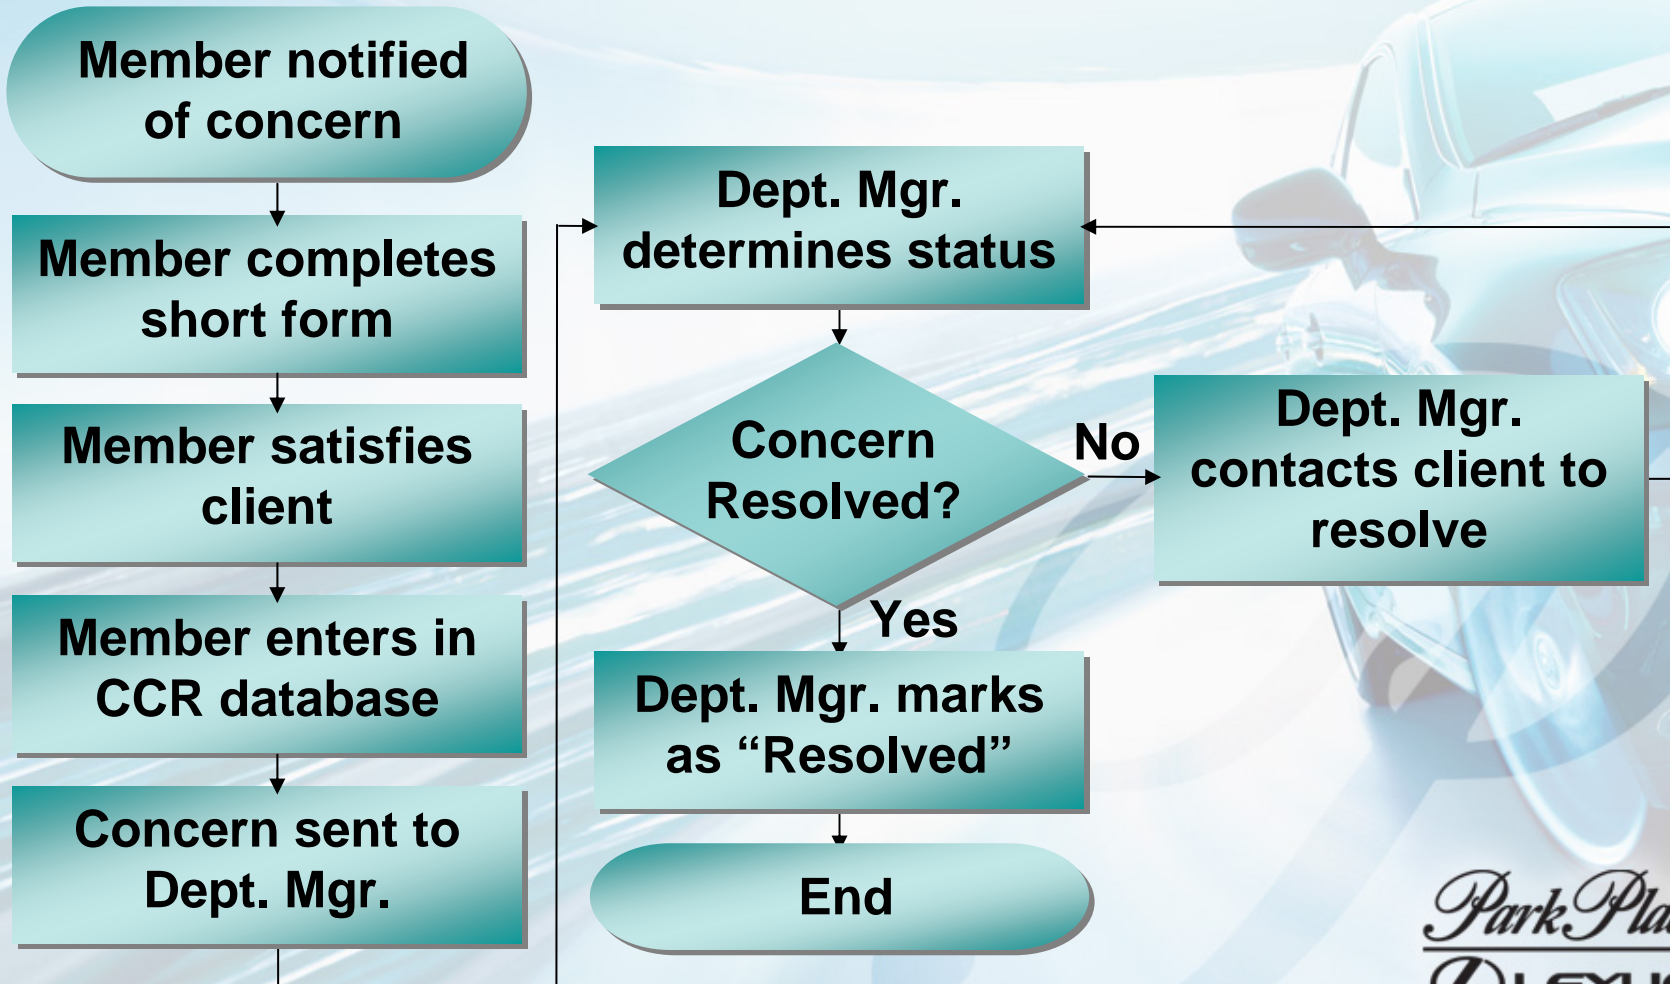 Member notified
of concern
Member completes
short form
Member satisfies
client
Member enters in
CCR database
Concern sent to
Dept. Mgr.
Dept. Mgr.
determines status
Concern
Resolved?
No
Dept. Mgr.
contacts client to
resolve
Yes
Dept. Mgr. marks
as “Resolved”
End
Park